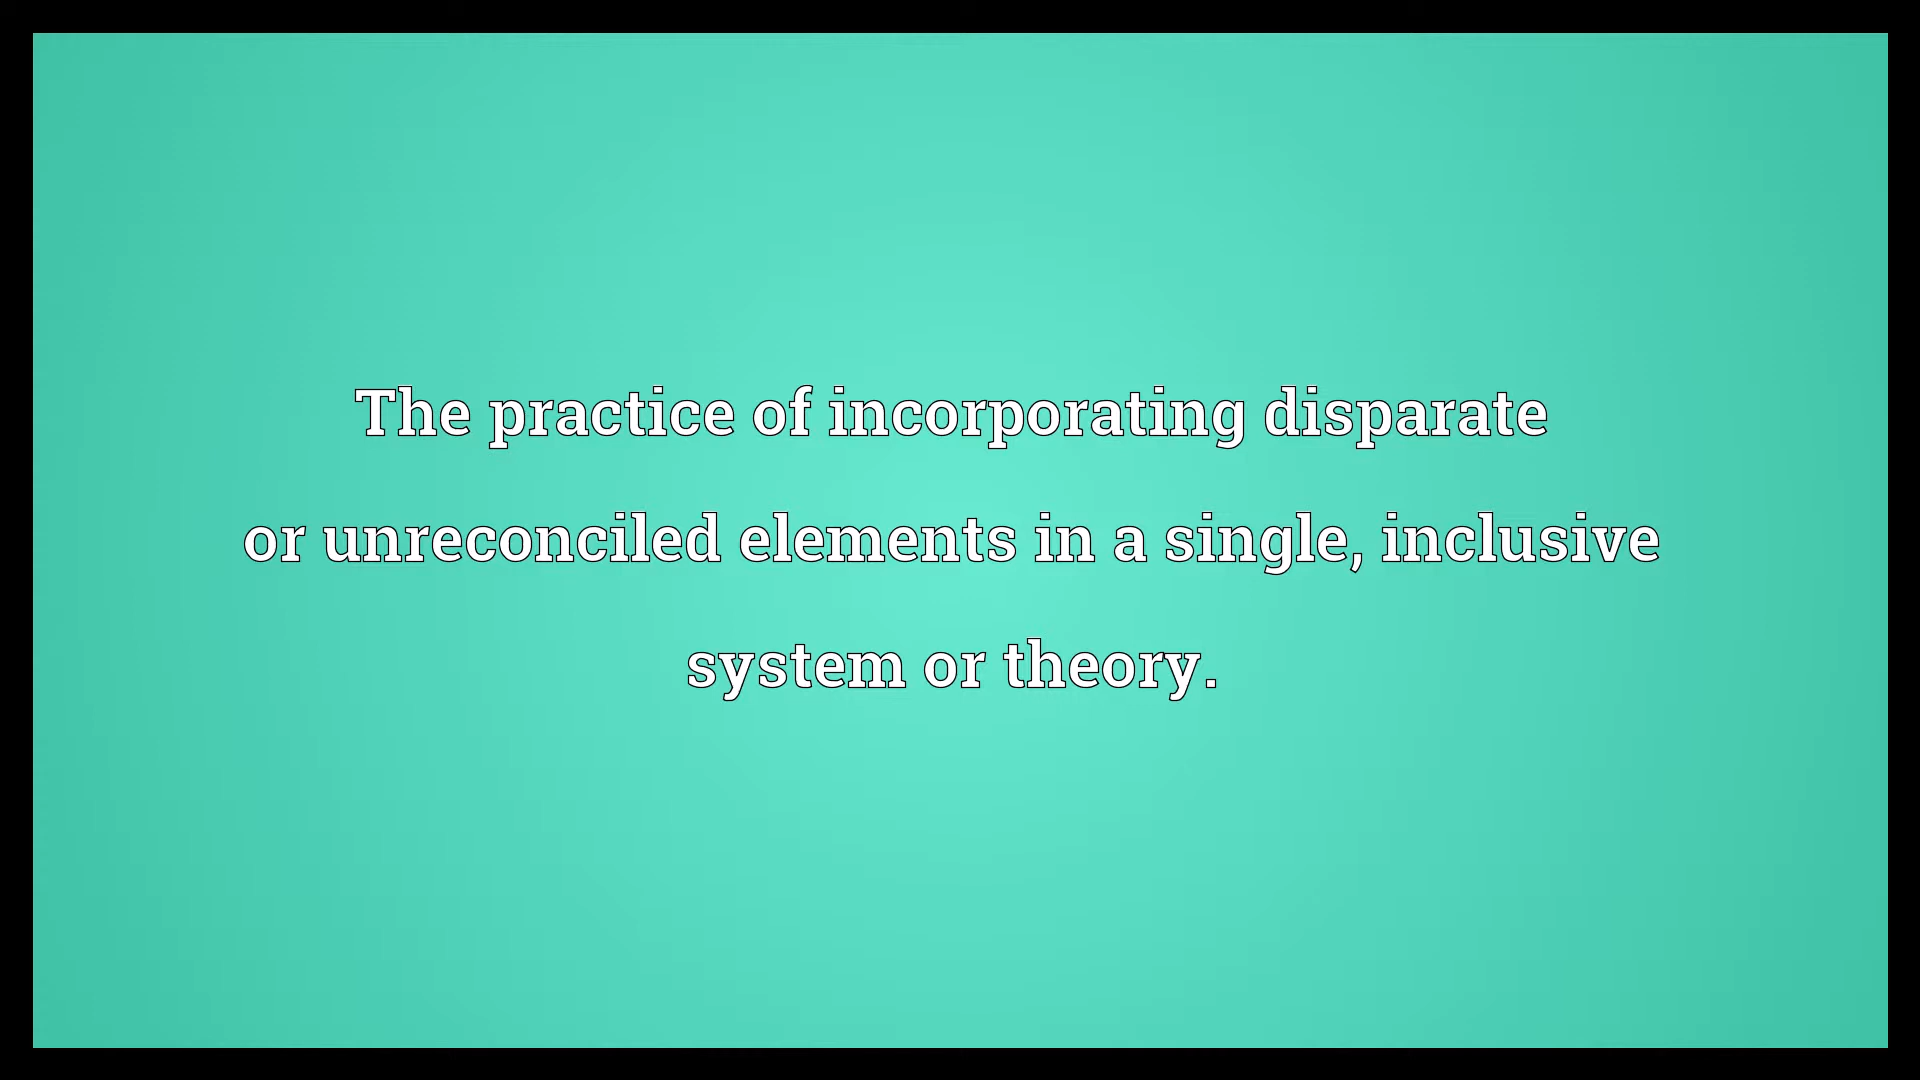 The practice of incorporating disparate
or unreconciled elements in a single, inclusive
system or theory.